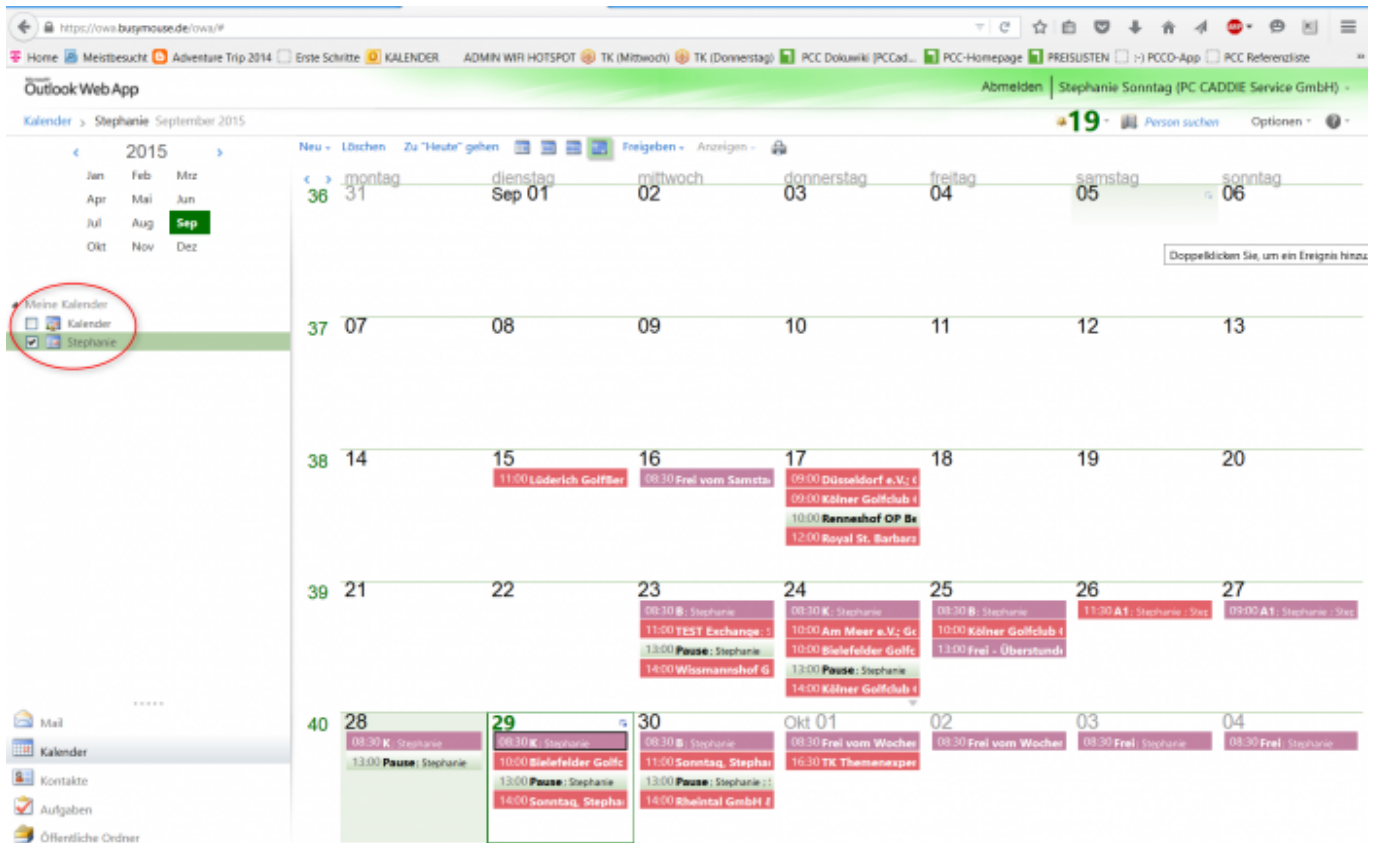 https://owa.busymouse.de/owa/#
Home Meistbesucht Adventure Trip 2014 Erste Schritte KALENDER ADMIN WIFI HOTSPOT TK (Mittwoch) TK (Donnerstag) PCC Dokuwiki [PCCad... PCC-Homepage PREISLISTEN :-) PCCO-App PCC Referenzliste »
Microsoft
Outlook Web App Abmelden Stephanie Sonntag (PC CADDIE Service GmbH)
Kalender > Stephanie September 2015 19 Person suchen Optionen
2015 Neu Löschen Zu "Heute" gehen Freigeben Anzeigen
Jan Feb Mrz
Apr Mai Jun
Jul Aug Sep
Okt Nov Dez
Meine Kalender
Kalender
Stephanie
Mail
Kalender
Kontakte
Aufgaben
Öffentliche Ordner
montag dienstag mittwoch donnerstag freitag samstag sonntag
36 31 Sep 01 02 03 04 05 06
Doppelklicken Sie, um ein Ereignis hinzu
37 07 08 09 10 11 12 13
38 14 15 16 17 18 19 20
11:00 Lüderich GolfBer 08:30 Frei vom Samsta 09:00 Düsseldorf e.V.;
09:00 Kölner Golfclub
10:00 Renneshof OP Be
12:00 Royal St. Barbara
39 21 22 23 24 25 26 27
08:30 B: Stephanie 08:30 K: Stephanie 08:30 B: Stephanie 11:30 A1: Stephanie : Step 09:00 A1: Stephanie : Step
11:00 TEST Exchange: 10:00 Am Meer e.V.; Go 10:00 Kölner Golfclub
13:00 Pause: Stephanie 10:00 Bielefelder Golfc 13:00 Frei - Überstunde
14:00 Wissmannshof G 13:00 Pause: Stephanie
14:00 Kölner Golfclub
40 28 29 30 Okt 01 02 03 04
08:30 K: Stephanie 08:30 K: Stephanie 08:30 B: Stephanie 08:30 Frei vom Wochen 08:30 Frei vom Wochen 08:30 Frei: Stephanie 08:30 Frei: Stephanie
13:00 Pause: Stephanie 10:00 Bielefelder Golfc 11:00 Sonntag, Stephan 16:30 TK Themenexper
13:00 Pause: Stephanie 13:00 Pause: Stephanie :
14:00 Sonntag, Stephan 14:00 Rheintal GmbH &